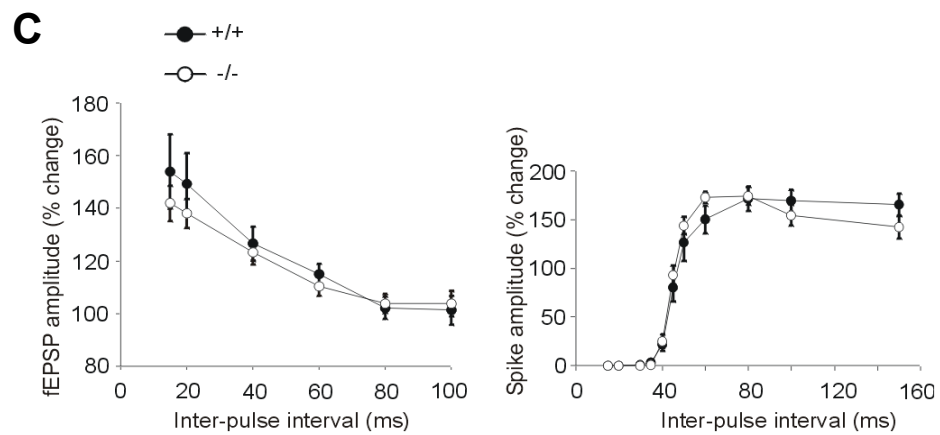 C
+/+
-/-
fEPSP amplitude (% change)
180
160
140
120
100
80
0 20 40 60 80 100
Inter-pulse interval (ms)
Spike amplitude (% change)
200
150
100
50
0
0 40 80 120 160
Inter-pulse interval (ms)